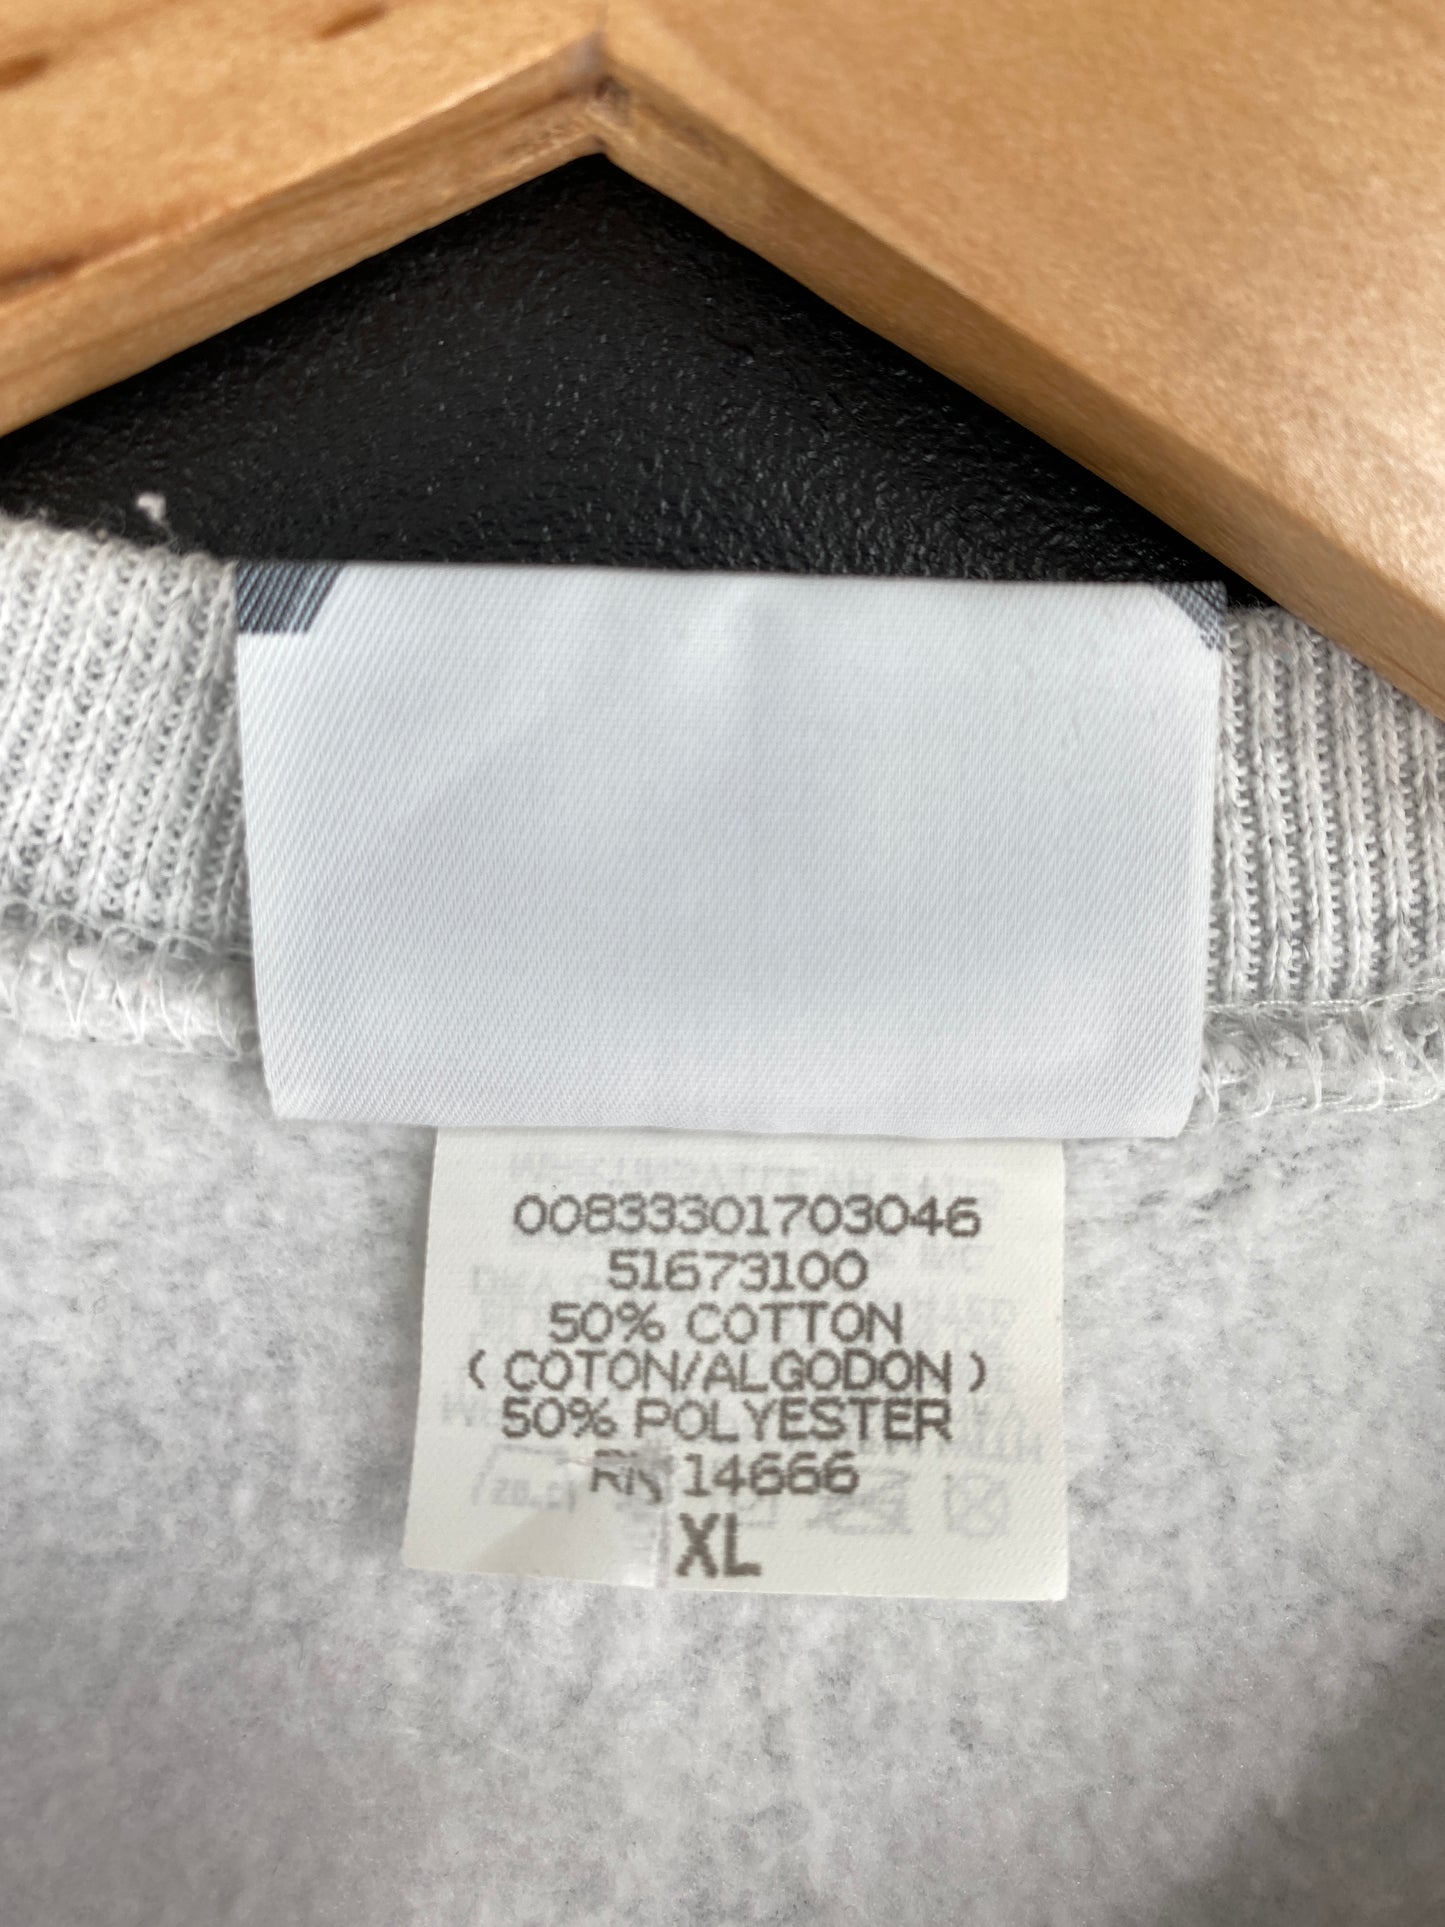 00833301703046
51673100
50% COTTON
( COTON/ALGODON )
50% POLYESTER
RN 14666
XL